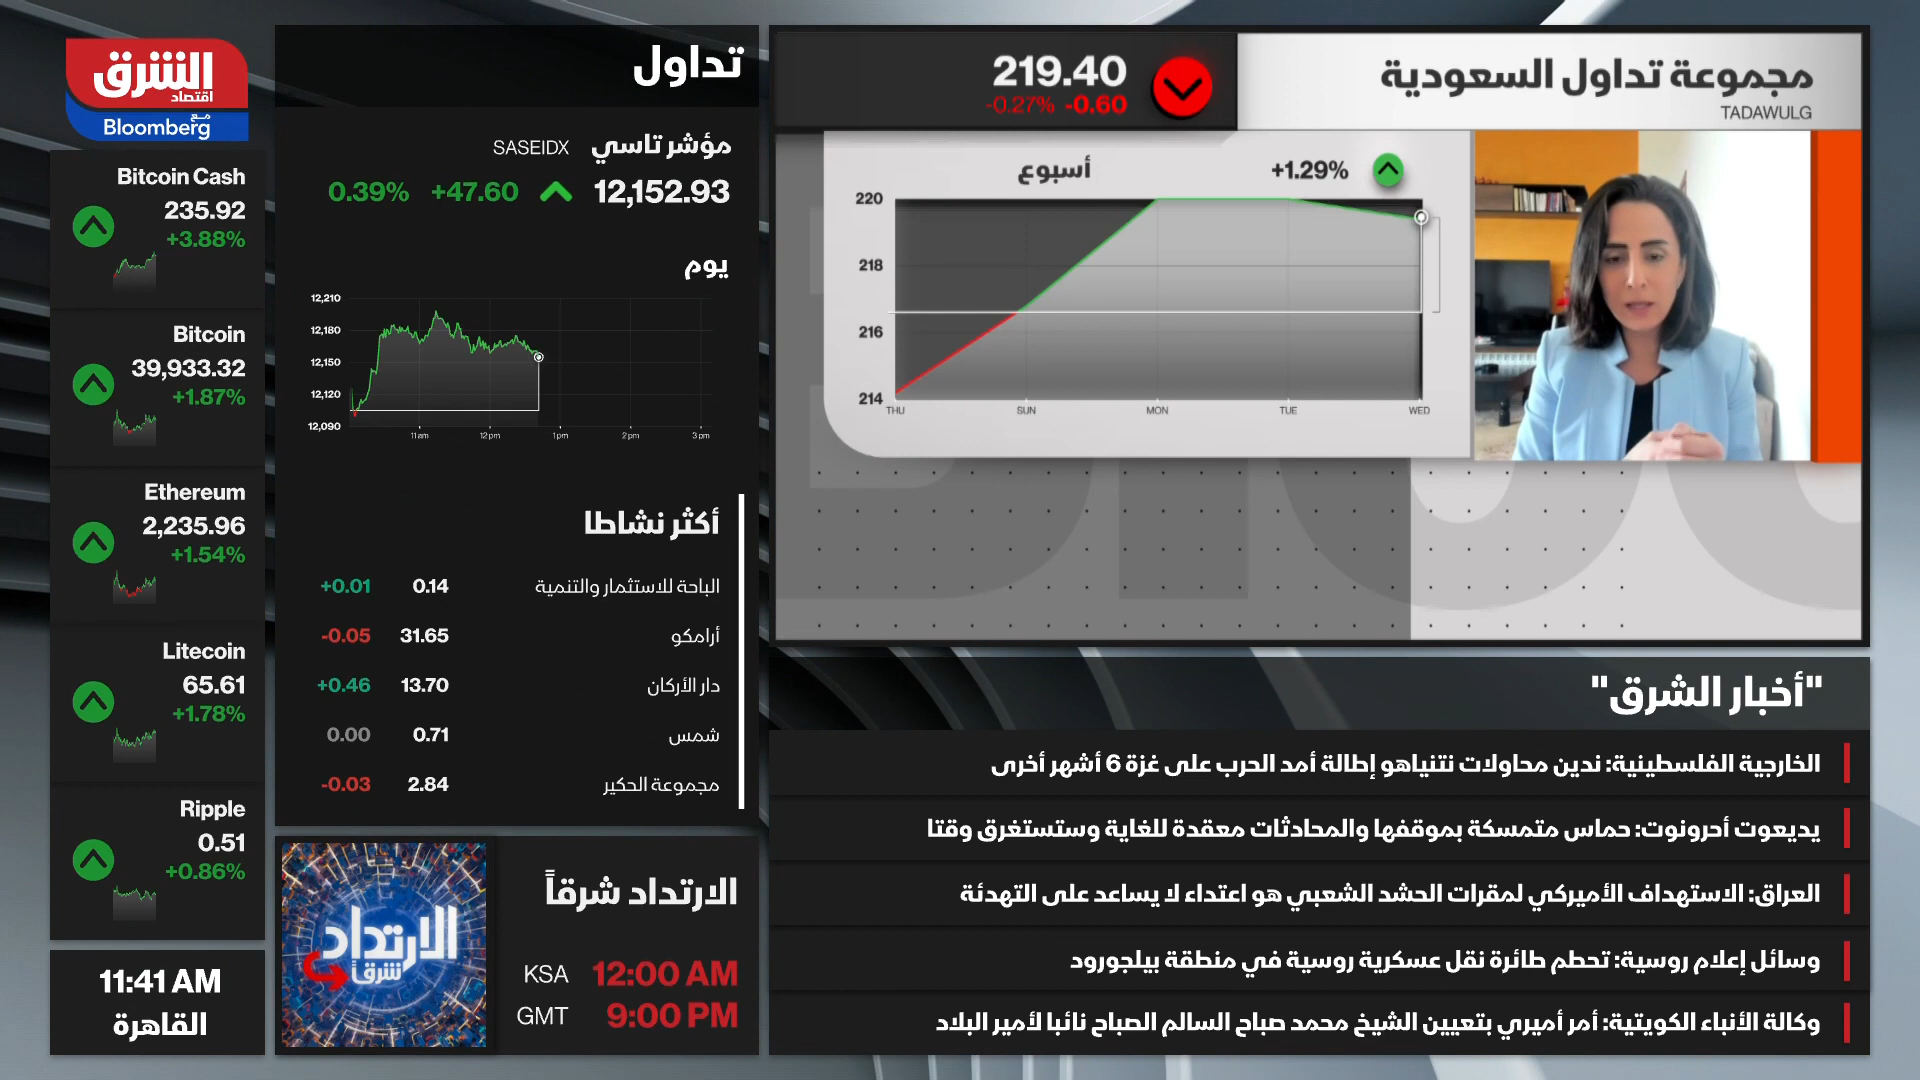 الشرق
اقتصاد
مع
Bloomberg
Bitcoin Cash
235.92
+3.88%
Bitcoin
39,933.32
+1.87%
Ethereum
2,235.96
+1.54%
Litecoin
65.61
+1.78%
Ripple
0.51
+0.86%
11:41 AM
القاهرة
تداول
مؤشر تاسي SASEIDX
12,152.93 +47.60 0.39%
يوم
12,210
12,180
12,150
12,120
12,090
11am 12pm 1pm 2pm 3pm
أكثر نشاطا
الباحة للاستثمار والتنمية 0.14 +0.01
أرامكو 31.65 -0.05
دار الأركان 13.70 +0.46
شمس 0.71 0.00
مجموعة الحكير 2.84 -0.03
الارتداد
شرقاً
الارتداد شرقاً
KSA 12:00 AM
GMT 9:00 PM
مجموعة تداول السعودية
TADAWULG
219.40
-0.27% -0.60
أسبوع +1.29%
220
218
216
214
THU SUN MON TUE WED
"أخبار الشرق"
الخارجية الفلسطينية: ندين محاولات نتنياهو إطالة أمد الحرب على غزة 6 أشهر أخرى
يديعوت أحرونوت: حماس متمسكة بموقفها والمحادثات معقدة للغاية وستستغرق وقتا
العراق: الاستهداف الأميركي لمقرات الحشد الشعبي هو اعتداء لا يساعد على التهدئة
وسائل إعلام روسية: تحطم طائرة نقل عسكرية روسية في منطقة بيلجورود
وكالة الأنباء الكويتية: أمر أميري بتعيين الشيخ محمد صباح السالم الصباح نائبا لأمير البلاد